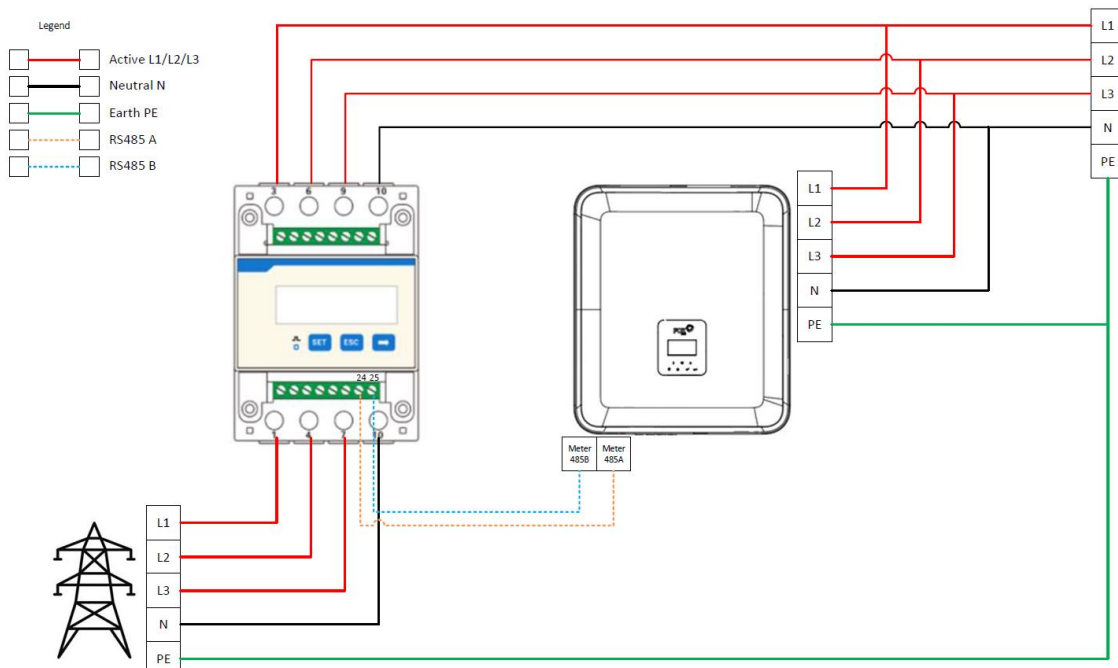 Legend
Active L1/L2/L3
Neutral N
Earth PE
RS485 A
RS485 B
L1
L2
L3
N
PE
3 6 9 10
SET ESC
24 25
1 4 7 10
L1
L2
L3
N
PE
Meter
485B
Meter
485A
L1
L2
L3
N
PE